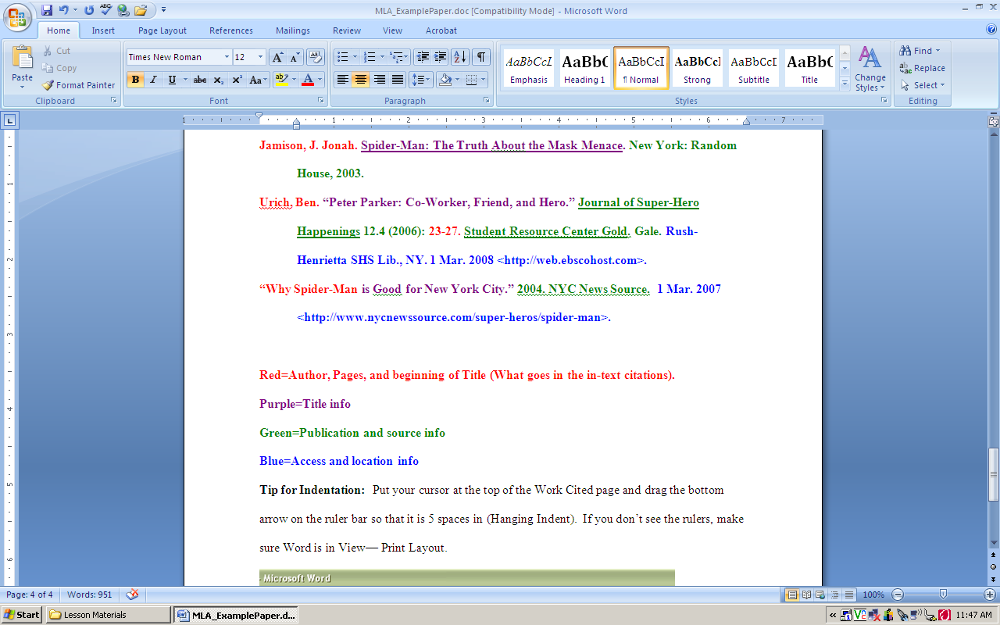 MLA_ExamplePaper.doc [Compatibility Mode] - Microsoft Word
Home Insert Page Layout References Mailings Review View Acrobat
Paste
Cut
Copy
Format Painter
Clipboard
Times New Roman 12
Font
Paragraph
AaBbCcI AaBbC AaBbCcI AaBbCcI AaBbCcI AaBbC
Emphasis Heading 1 ¶ Normal Strong Subtitle Title
Change Styles
Styles
Find
Replace
Select
Editing
1 1 2 3 4 5 6 7
Jamison, J. Jonah. Spider-Man: The Truth About the Mask Menace. New York: Random
House, 2003.
Urich, Ben. “Peter Parker: Co-Worker, Friend, and Hero.” Journal of Super-Hero
Happenings 12.4 (2006): 23-27. Student Resource Center Gold. Gale. Rush-
Henrietta SHS Lib., NY. 1 Mar. 2008 <http://web.ebscohost.com>.
“Why Spider-Man is Good for New York City.” 2004. NYC News Source. 1 Mar. 2007
<http://www.nycnewssource.com/super-heros/spider-man>.
Red=Author, Pages, and beginning of Title (What goes in the in-text citations).
Purple=Title info
Green=Publication and source info
Blue=Access and location info
Tip for Indentation: Put your cursor at the top of the Work Cited page and drag the bottom
arrow on the ruler bar so that it is 5 spaces in (Hanging Indent). If you don’t see the rulers, make
sure Word is in View— Print Layout.
Microsoft Word
Page: 4 of 4 Words: 951 100%
Start Lesson Materials MLA_ExamplePaper.d... 11:47 AM